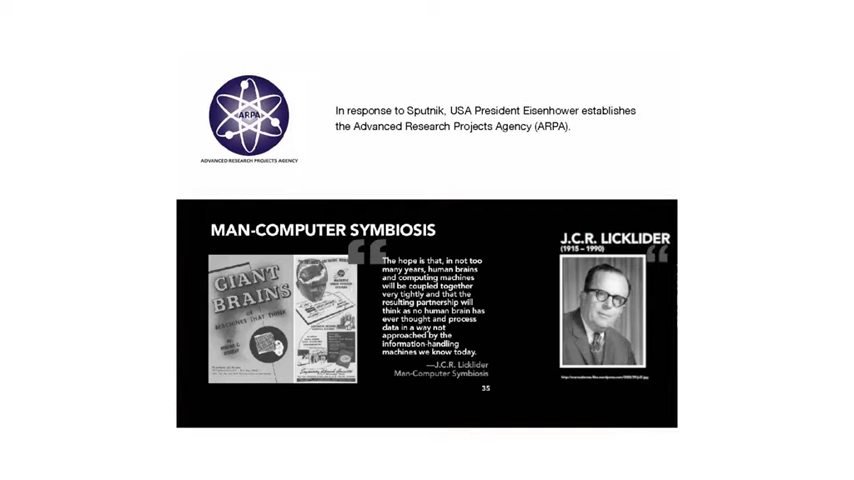 ARPA
ADVANCED RESEARCH PROJECTS AGENCY
In response to Sputnik, USA President Eisenhower establishes
the Advanced Research Projects Agency (ARPA).
MAN-COMPUTER SYMBIOSIS
GIANT
BRAINS
OR
MACHINES THAT THINK
“
The hope is that, in not too
many years, human brains
and computing machines
will be coupled together
very tightly and that the
resulting partnership will
think as no human brain has
ever thought and process
data in a way not
approached by the
information-handling
machines we know today.
—J.C.R. Licklider
Man-Computer Symbiosis
35
J.C.R. LICKLIDER
(1915 – 1990)
“